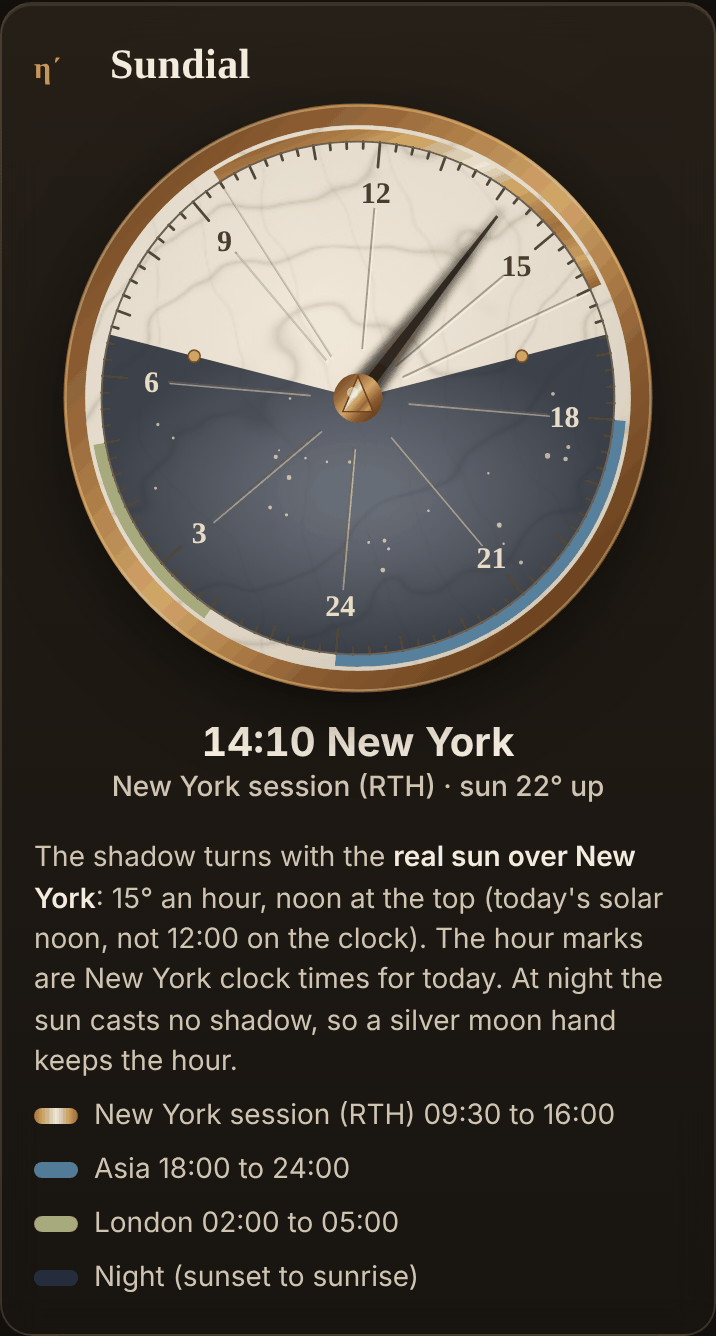 η΄ Sundial
12
9
15
6
18
3
21
24
14:10 New York
New York session (RTH) · sun 22° up
The shadow turns with the real sun over New
York: 15° an hour, noon at the top (today's solar
noon, not 12:00 on the clock). The hour marks
are New York clock times for today. At night the
sun casts no shadow, so a silver moon hand
keeps the hour.
New York session (RTH) 09:30 to 16:00
Asia 18:00 to 24:00
London 02:00 to 05:00
Night (sunset to sunrise)